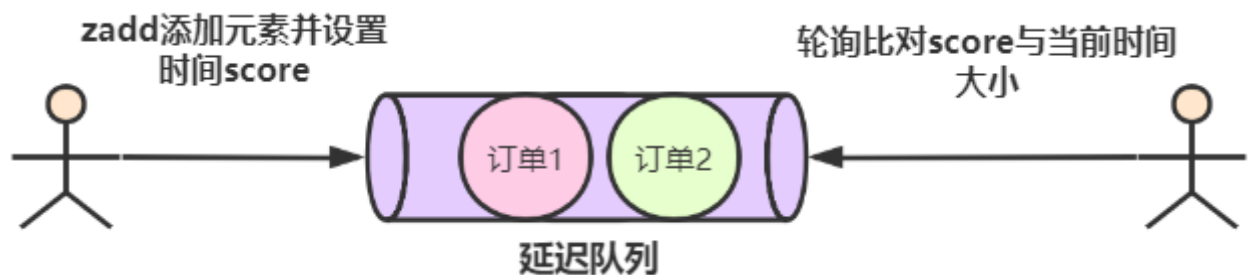 zadd添加元素并设置
时间score
轮询比对score与当前时间
大小
订单1
订单2
延迟队列